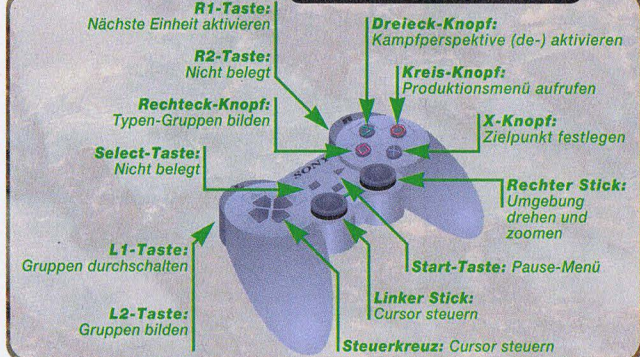 R1-Taste:
Nächste Einheit aktivieren
Dreieck-Knopf:
Kampfperspektive (de-) aktivieren
R2-Taste:
Nicht belegt
Kreis-Knopf:
Produktionsmenü aufrufen
Rechteck-Knopf:
Typen-Gruppen bilden
X-Knopf:
Zielpunkt festlegen
Select-Taste:
Nicht belegt
SONY
Rechter Stick:
Umgebung
drehen und
zoomen
L1-Taste:
Gruppen durchschalten
Start-Taste: Pause-Menü
L2-Taste:
Gruppen bilden
Linker Stick:
Cursor steuern
Steuerkreuz: Cursor steuern